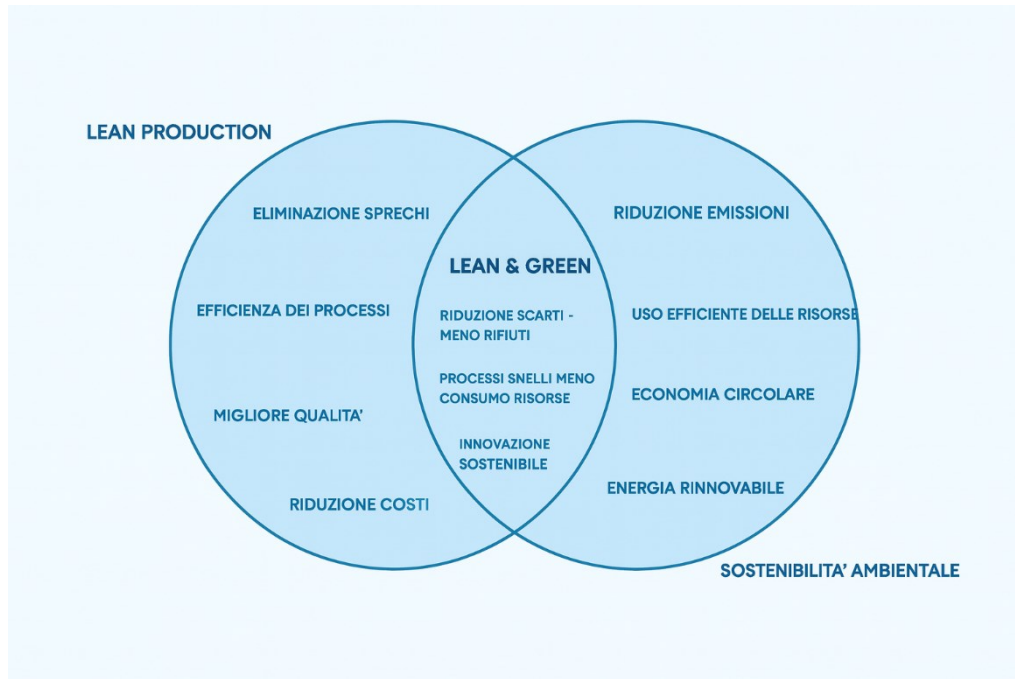 LEAN PRODUCTION
ELIMINAZIONE SPRECHI
EFFICIENZA DEI PROCESSI
MIGLIORE QUALITA'
RIDUZIONE COSTI
LEAN & GREEN
RIDUZIONE SCARTI -
MENO RIFIUTI
PROCESSI SNELLI MENO
CONSUMO RISORSE
INNOVAZIONE
SOSTENIBILE
RIDUZIONE EMISSIONI
USO EFFICIENTE DELLE RISORSE
ECONOMIA CIRCOLARE
ENERGIA RINNOVABILE
SOSTENIBILITA' AMBIENTALE